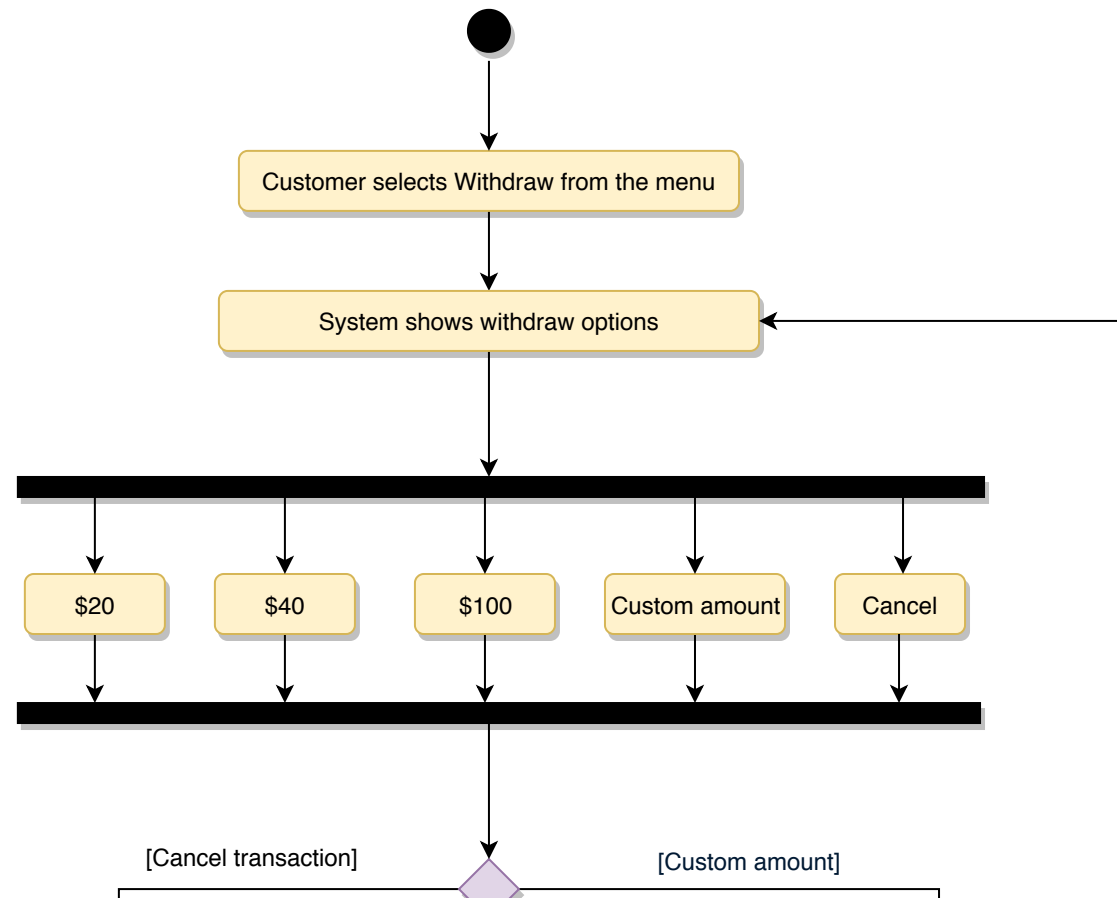 Customer selects Withdraw from the menu
System shows withdraw options
$20
$40
$100
Custom amount
Cancel
[Cancel transaction]
[Custom amount]